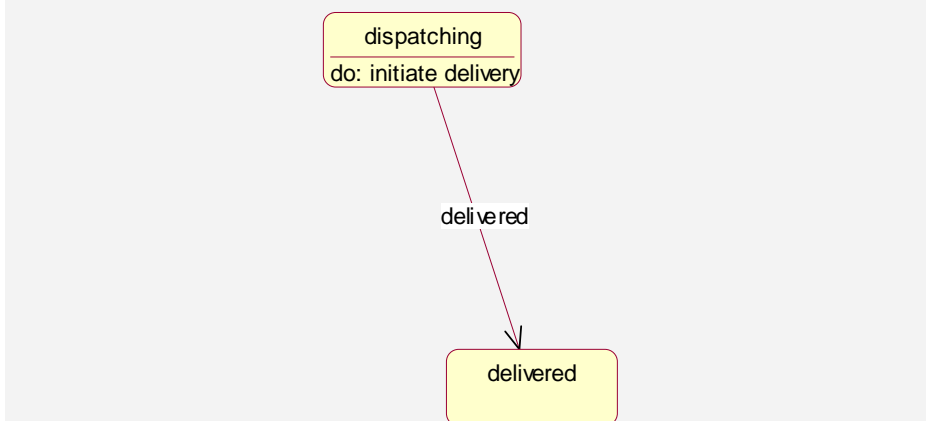 dispatching
do: initiate delivery
delivered
delivered